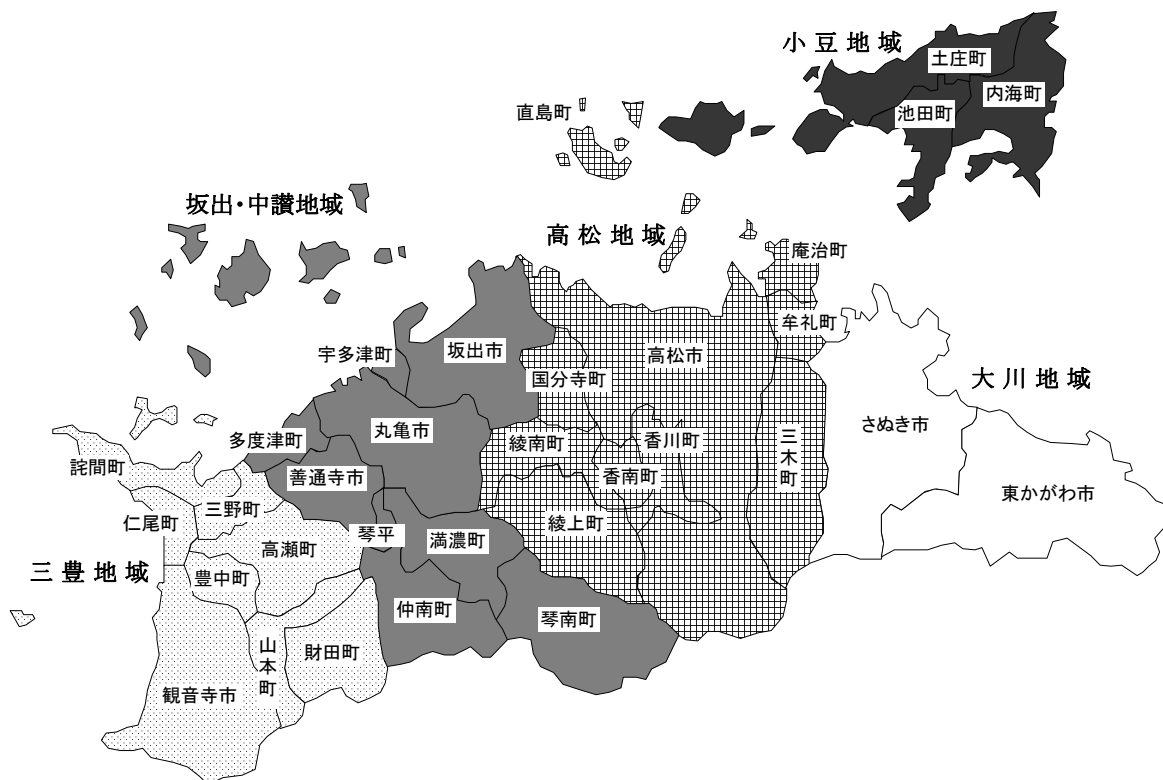 小豆地域
土庄町
内海町
池田町
直島町
坂出・中讃地域
高松地域
庵治町
牟礼町
宇多津町
坂出市
高松市
国分寺町
大川地域
さぬき市
多度津町
丸亀市
綾南町
香川町
三木町
詫間町
善通寺市
香南町
東かがわ市
仁尾町
三野町
琴平
満濃町
綾上町
高瀬町
三豊地域
豊中町
仲南町
琴南町
山本町
財田町
観音寺市